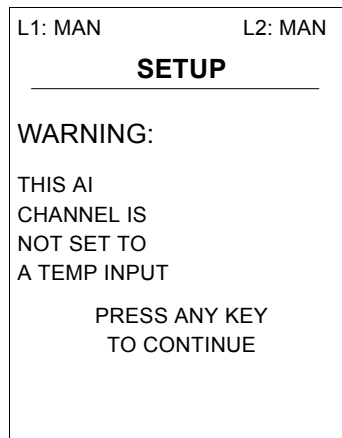 L1: MAN L2: MAN
SETUP
WARNING:
THIS AI
CHANNEL IS
NOT SET TO
A TEMP INPUT
PRESS ANY KEY
TO CONTINUE